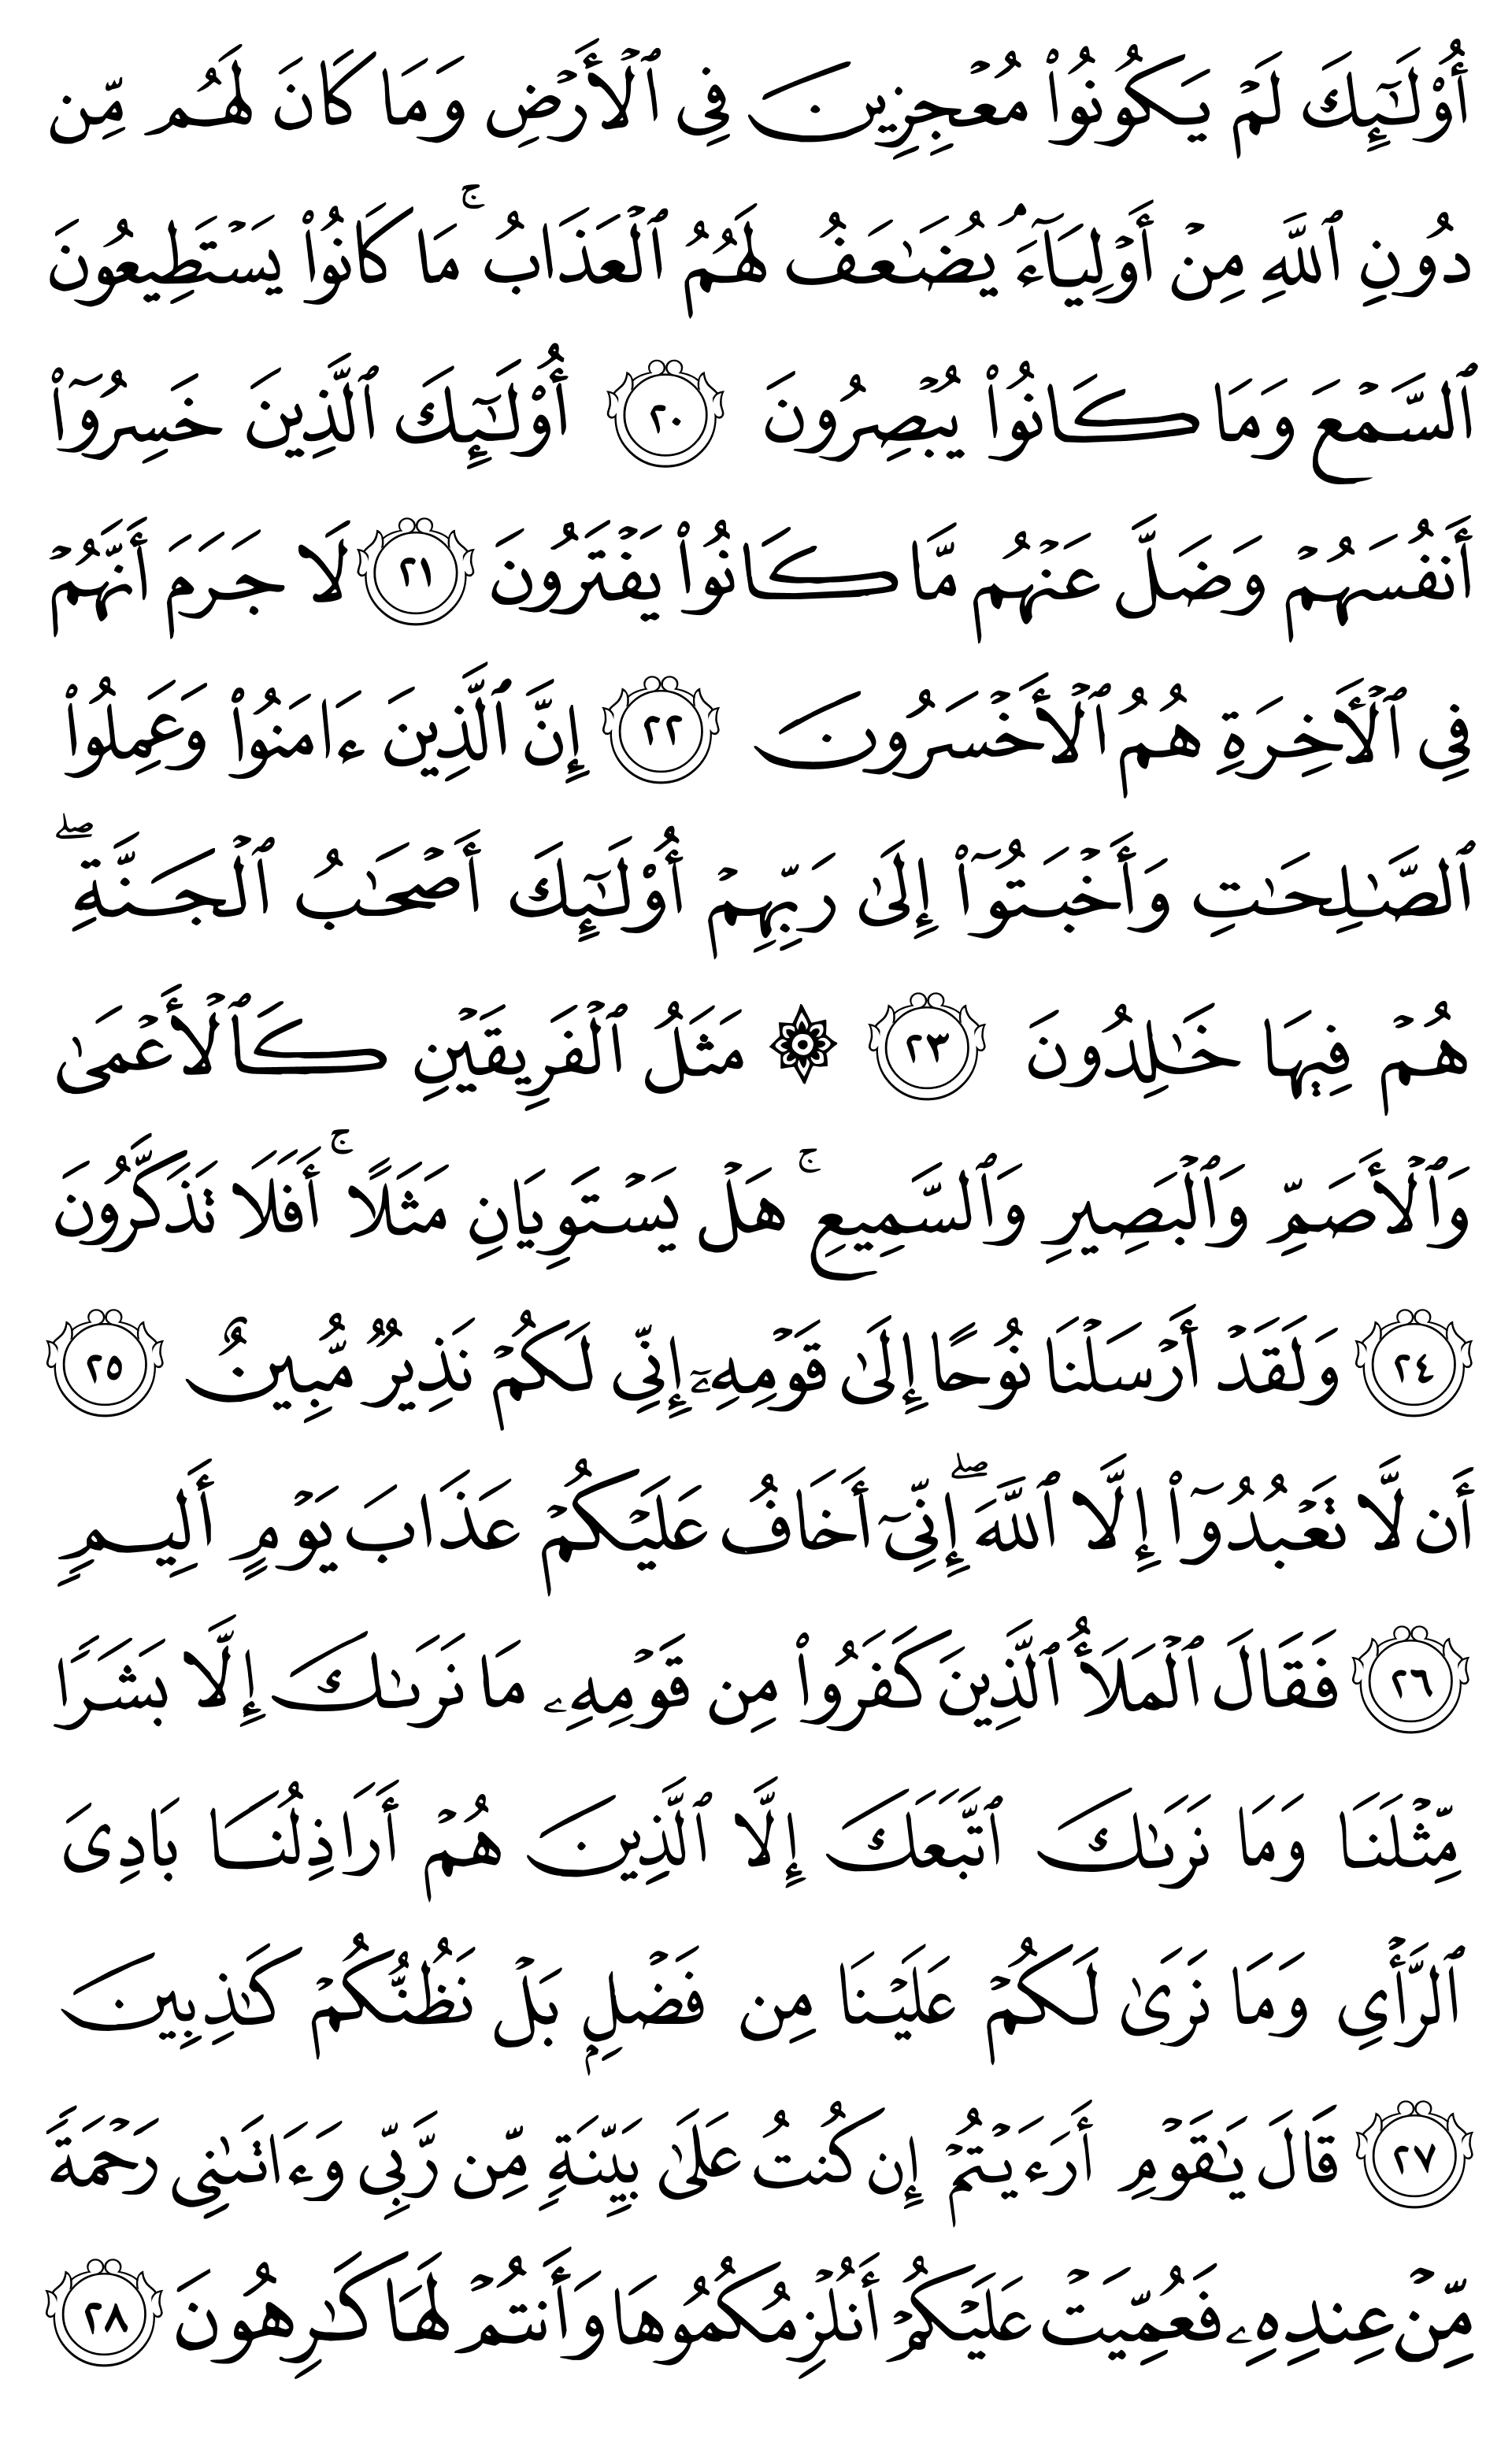 أُوْلَٰٓئِكَ لَمۡ يَكُونُواْ مُعۡجِزِينَ فِي ٱلۡأَرۡضِ وَمَا كَانَ لَهُم مِّن
دُونِ ٱللَّهِ مِنۡ أَوۡلِيَآءَۘ يُضَٰعَفُ لَهُمُ ٱلۡعَذَابُۚ مَا كَانُواْ يَسۡتَطِيعُونَ
ٱلسَّمۡعَ وَمَا كَانُواْ يُبۡصِرُونَ ٢٠ أُوْلَٰٓئِكَ ٱلَّذِينَ خَسِرُوٓاْ
أَنفُسَهُمۡ وَضَلَّ عَنۡهُم مَّا كَانُواْ يَفۡتَرُونَ ٢١ لَا جَرَمَ أَنَّهُمۡ
فِي ٱلۡأٓخِرَةِ هُمُ ٱلۡأَخۡسَرُونَ ٢٢ إِنَّ ٱلَّذِينَ ءَامَنُواْ وَعَمِلُواْ
ٱلصَّٰلِحَٰتِ وَأَخۡبَتُوٓاْ إِلَىٰ رَبِّهِمۡ أُوْلَٰٓئِكَ أَصۡحَٰبُ ٱلۡجَنَّةِۖ
هُمۡ فِيهَا خَٰلِدُونَ ٢٣ ۞ مَثَلُ ٱلۡفَرِيقَيۡنِ كَٱلۡأَعۡمَىٰ
وَٱلۡأَصَمِّ وَٱلۡبَصِيرِ وَٱلسَّمِيعِۚ هَلۡ يَسۡتَوِيَانِ مَثَلًاۚ أَفَلَا تَذَكَّرُونَ
٢٤ وَلَقَدۡ أَرۡسَلۡنَا نُوحًا إِلَىٰ قَوۡمِهِۦٓ إِنِّي لَكُمۡ نَذِيرٞ مُّبِينٌ ٢٥
أَن لَّا تَعۡبُدُوٓاْ إِلَّا ٱللَّهَۖ إِنِّيٓ أَخَافُ عَلَيۡكُمۡ عَذَابَ يَوۡمٍ أَلِيمٖ
٢٦ فَقَالَ ٱلۡمَلَأُ ٱلَّذِينَ كَفَرُواْ مِن قَوۡمِهِۦ مَا نَرَىٰكَ إِلَّا بَشَرٗا
مِّثۡلَنَا وَمَا نَرَىٰكَ ٱتَّبَعَكَ إِلَّا ٱلَّذِينَ هُمۡ أَرَاذِلُنَا بَادِيَ
ٱلرَّأۡيِ وَمَا نَرَىٰ لَكُمۡ عَلَيۡنَا مِن فَضۡلِۭ بَلۡ نَظُنُّكُمۡ كَٰذِبِينَ
٢٧ قَالَ يَٰقَوۡمِ أَرَءَيۡتُمۡ إِن كُنتُ عَلَىٰ بَيِّنَةٖ مِّن رَّبِّي وَءَاتَىٰنِي رَحۡمَةٗ
مِّنۡ عِندِهِۦ فَعُمِّيَتۡ عَلَيۡكُمۡ أَنُلۡزِمُكُمُوهَا وَأَنتُمۡ لَهَا كَٰرِهُونَ ٢٨